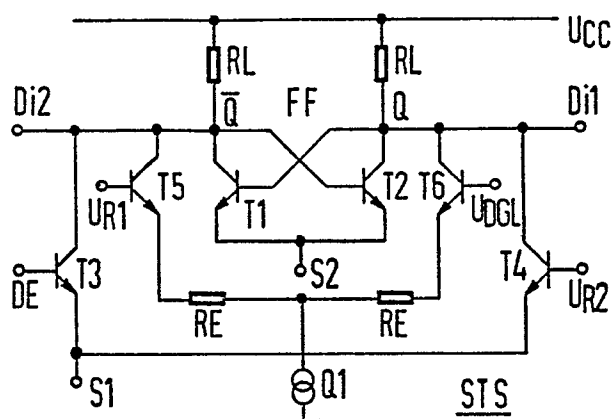 UCC
RL RL
Di2 Q̅ FF Q Di1
T5 T1 T2 T6
UR1 UDGL
DE T3 S2 T4 UR2
RE RE
S1 Q1 STS